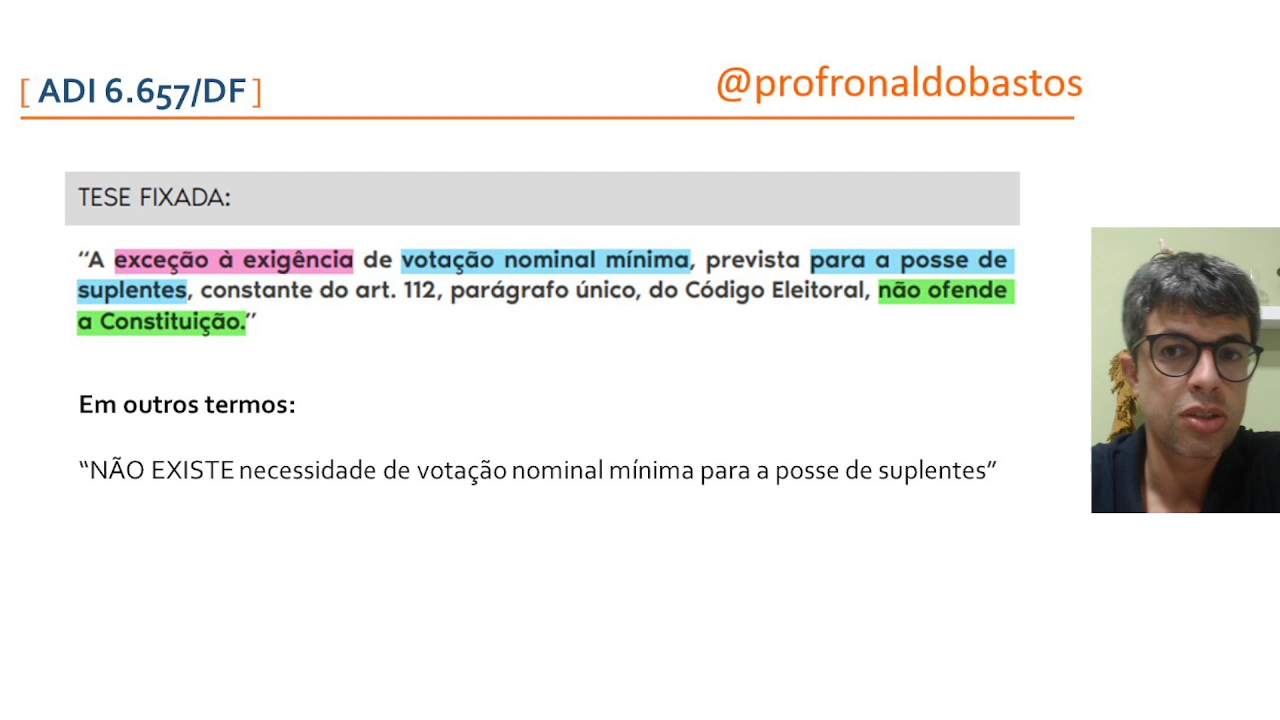 [ ADI 6.657/DF ]
@profronaldobastos
TESE FIXADA:
“A exceção à exigência de votação nominal mínima, prevista para a posse de
suplentes, constante do art. 112, parágrafo único, do Código Eleitoral, não ofende
a Constituição.”
Em outros termos:
“NÃO EXISTE necessidade de votação nominal mínima para a posse de suplentes”